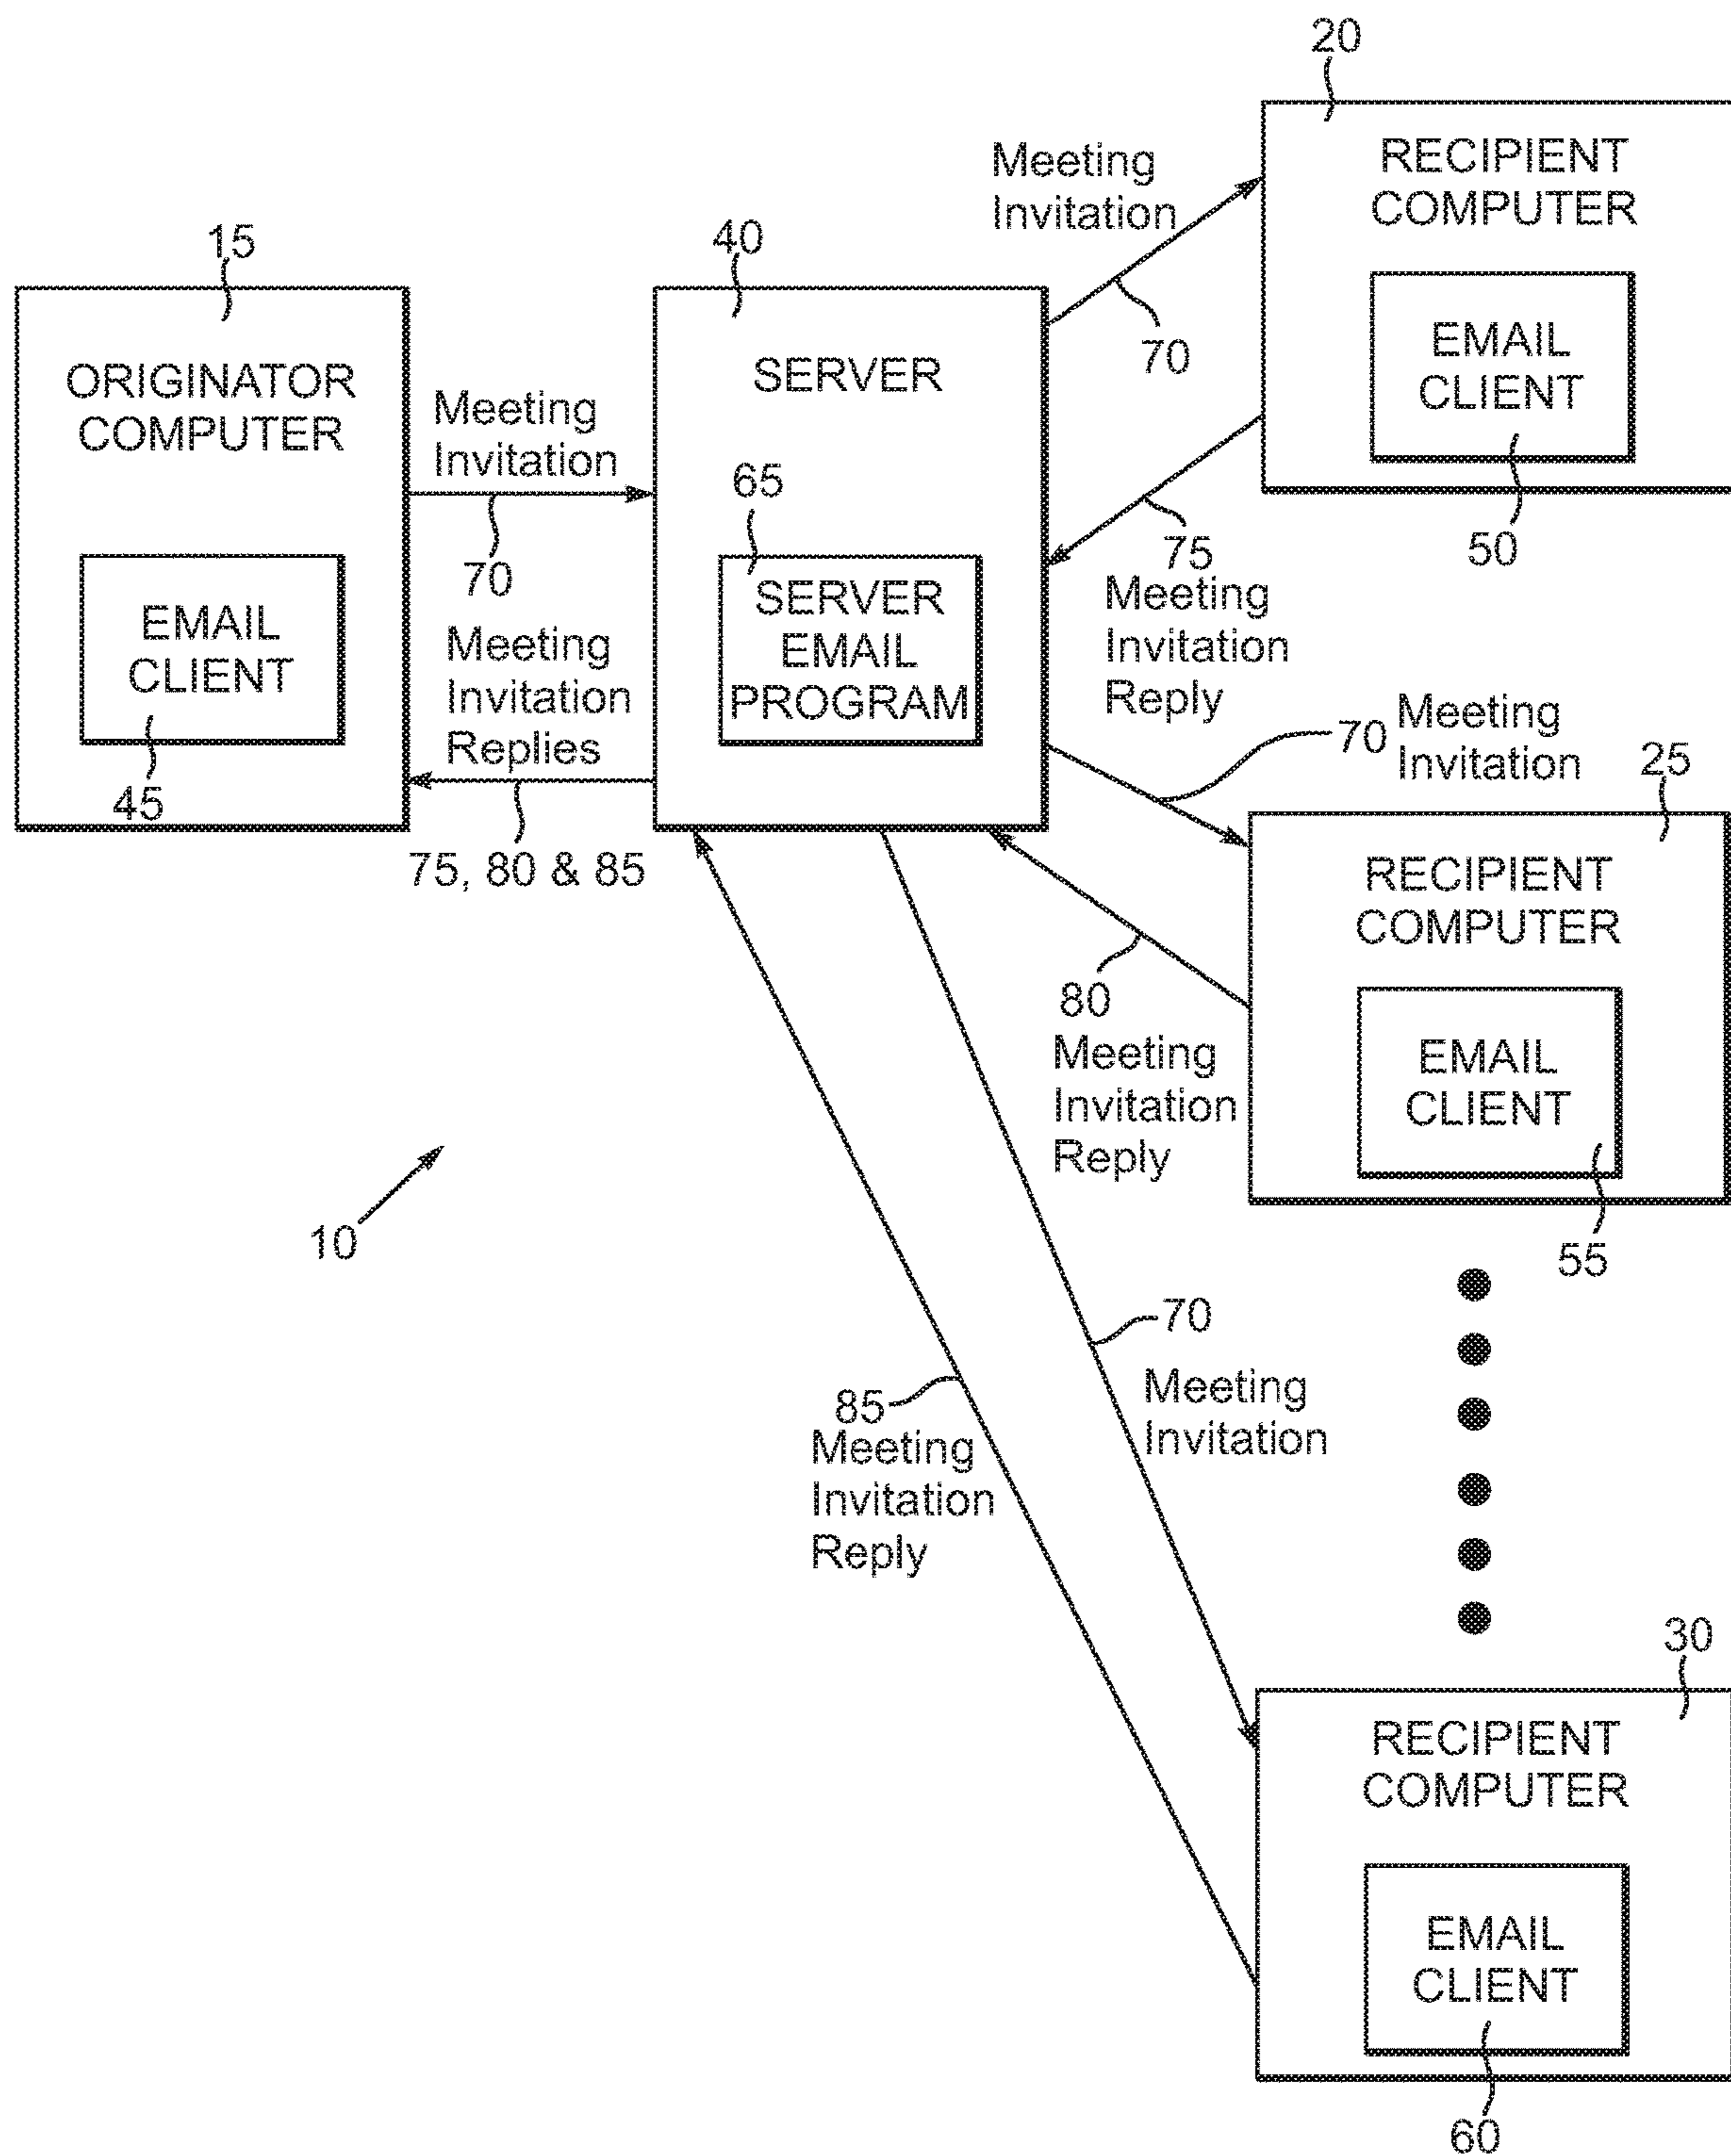 20
RECIPIENT
COMPUTER
EMAIL
CLIENT
50
Meeting
Invitation
70
15
ORIGINATOR
COMPUTER
EMAIL
CLIENT
45
Meeting
Invitation
70
Meeting
Invitation
Replies
75, 80 & 85
40
SERVER
65
SERVER
EMAIL
PROGRAM
75
Meeting
Invitation
Reply
70
Meeting
Invitation
25
RECIPIENT
COMPUTER
EMAIL
CLIENT
55
80
Meeting
Invitation
Reply
10
70
Meeting
Invitation
85
Meeting
Invitation
Reply
30
RECIPIENT
COMPUTER
EMAIL
CLIENT
60